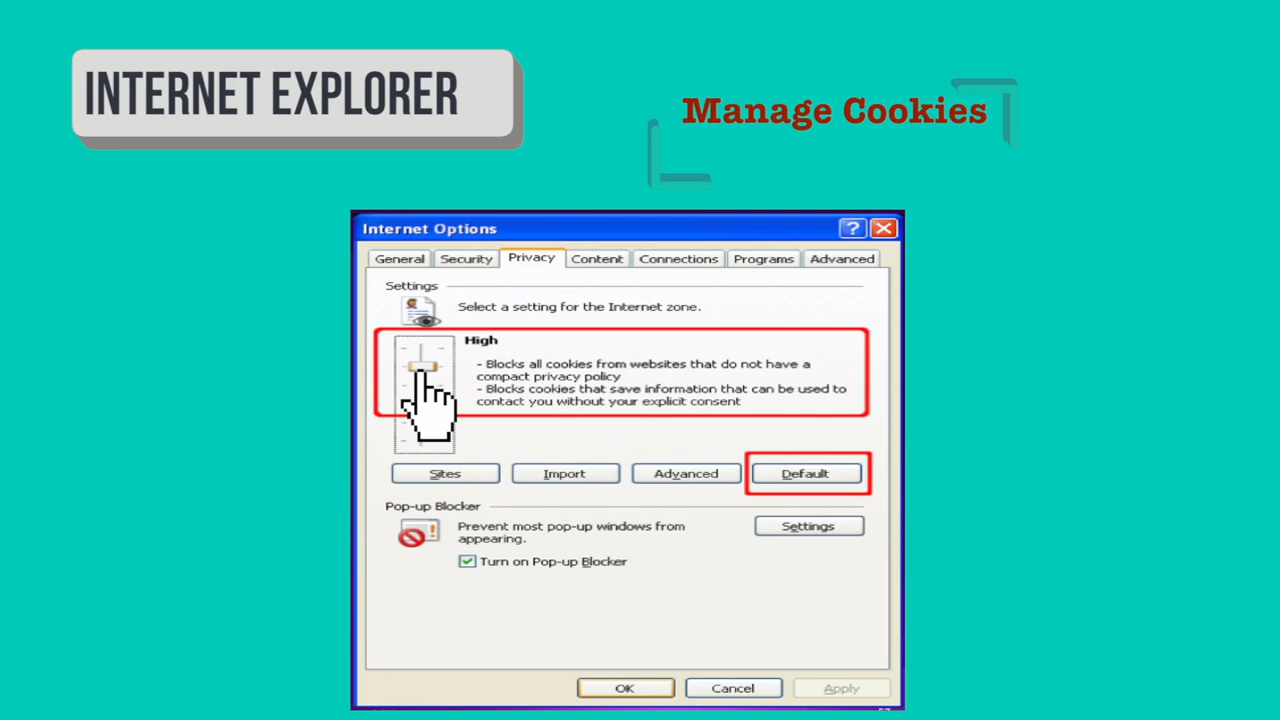 INTERNET EXPLORER
Manage Cookies
Internet Options
General Security Privacy Content Connections Programs Advanced
Settings
Select a setting for the Internet zone.
High
- Blocks all cookies from websites that do not have a
compact privacy policy
- Blocks cookies that save information that can be used to
contact you without your explicit consent
Sites Import Advanced Default
Pop-up Blocker
Prevent most pop-up windows from
appearing.
Settings
Turn on Pop-up Blocker
OK Cancel Apply